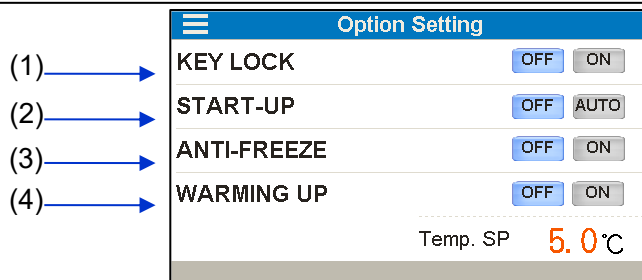 Option Setting
(1) KEY LOCK OFF ON
(2) START-UP OFF AUTO
(3) ANTI-FREEZE OFF ON
(4) WARMING UP OFF ON
Temp. SP 5.0℃